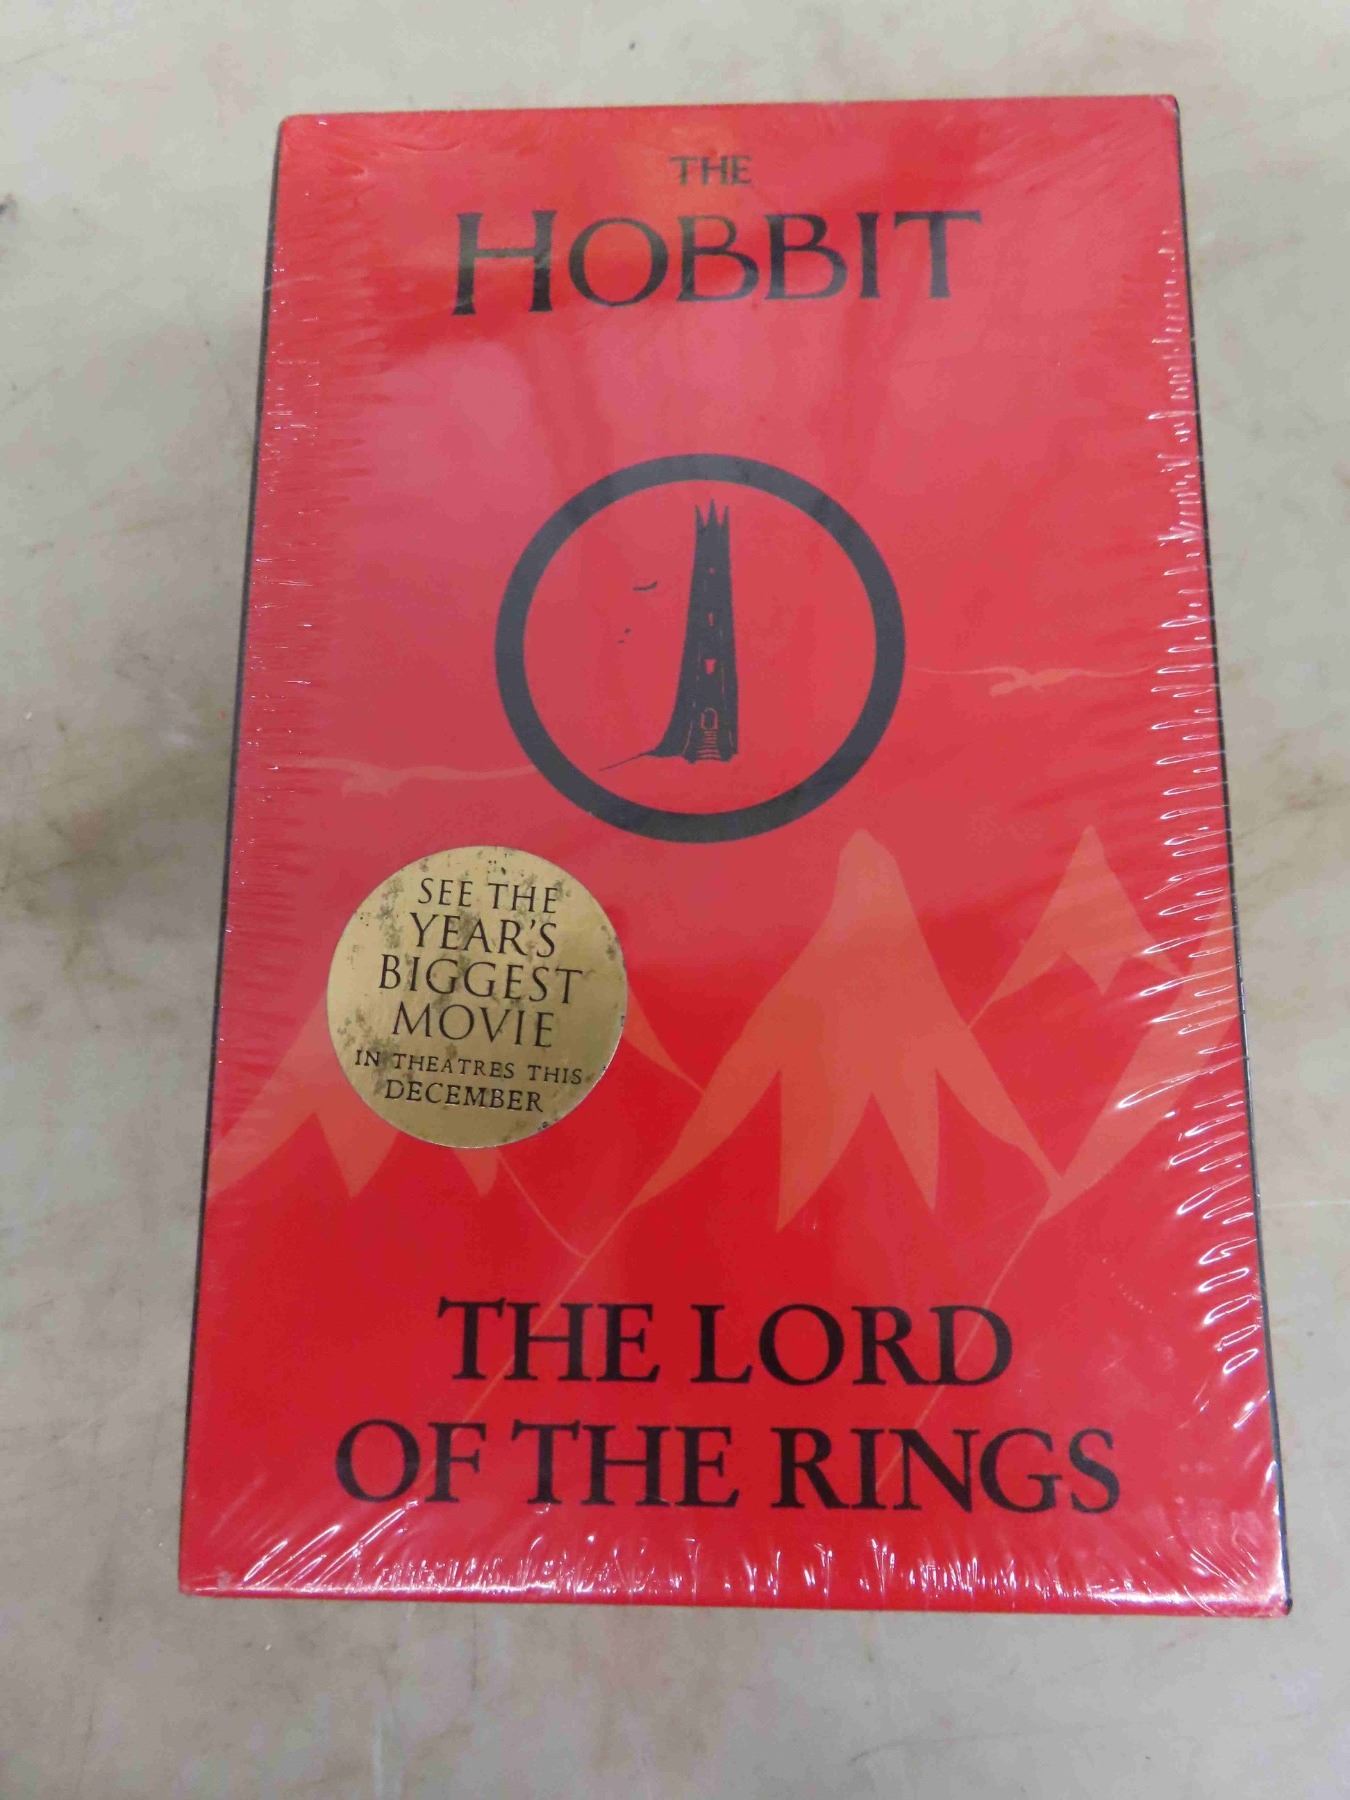 THE
HOBBIT
SEE THE
YEAR'S
BIGGEST
MOVIE
IN THEATRES THIS
DECEMBER
THE LORD
OF THE RINGS